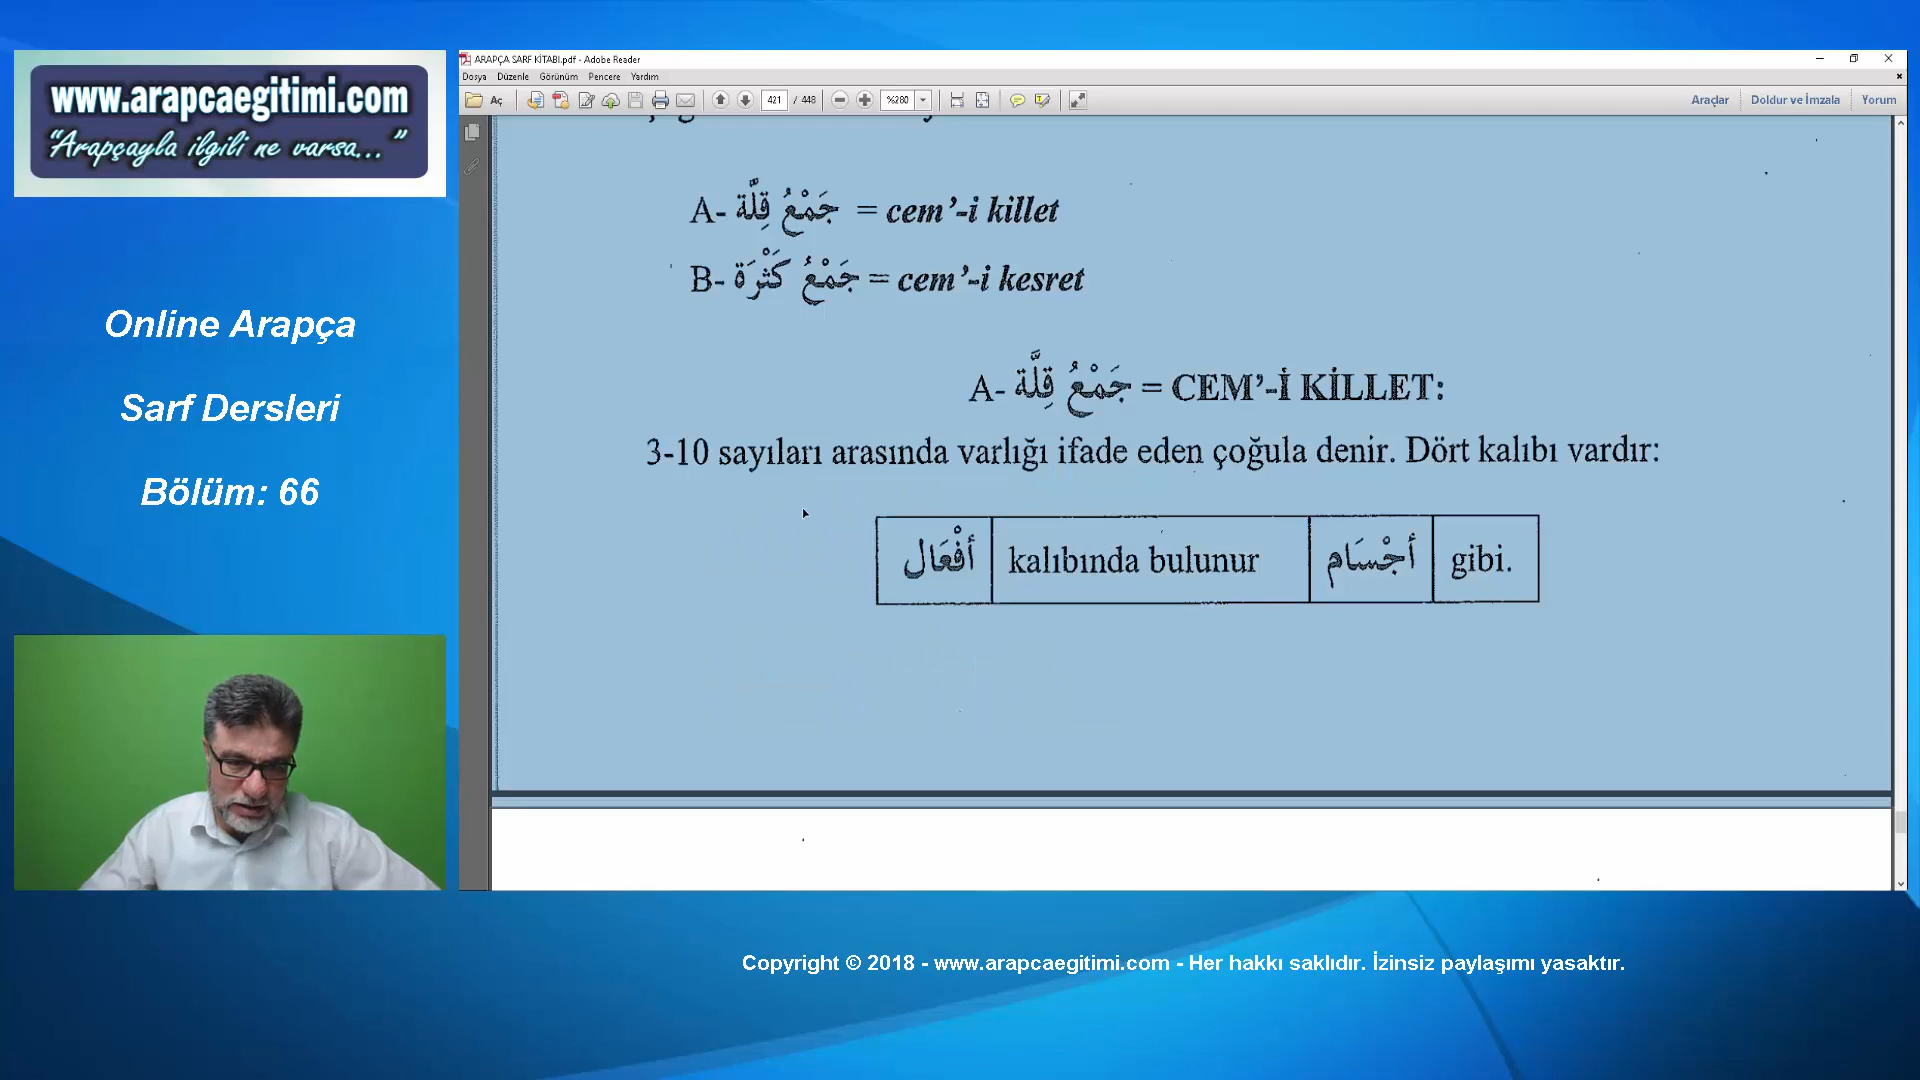 www.arapcaegitimi.com
“Arapçayla ilgili ne varsa...”
Online Arapça
Sarf Dersleri
Bölüm: 66
ARAPÇA SARF KİTABI.pdf - Adobe Reader
Dosya Düzenle Görünüm Pencere Yardım
Aç 421 / 448 %280 Araçlar Doldur ve İmzala Yorum
A- جَمْعُ قِلَّة = cem’-i killet
B- جَمْعُ كَثْرَة = cem’-i kesret
A- جَمْعُ قِلَّة = CEM’-İ KİLLET:
3-10 sayıları arasında varlığı ifade eden çoğula denir. Dört kalıbı vardır:
أفْعَال kalıbında bulunur أجْسَام gibi.
Copyright © 2018 - www.arapcaegitimi.com - Her hakkı saklıdır. İzinsiz paylaşımı yasaktır.